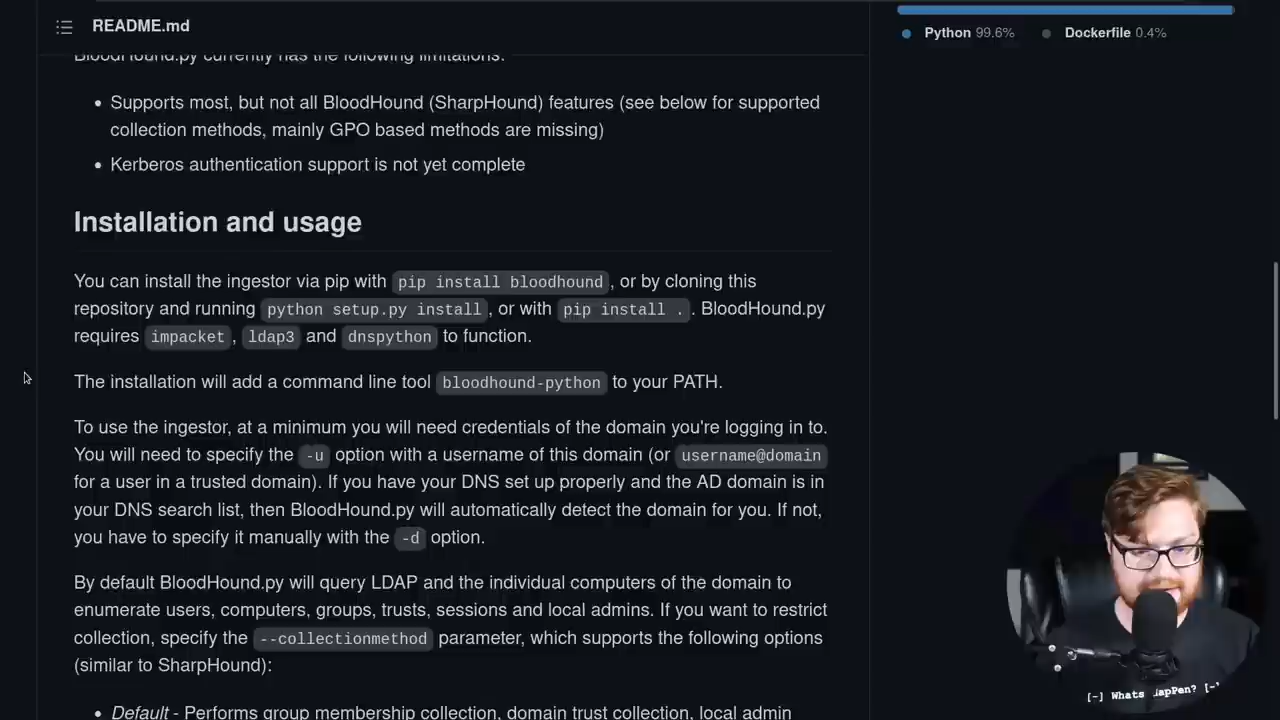 README.md
Python 99.6%
Dockerfile 0.4%
BloodHound.py currently has the following limitations:
Supports most, but not all BloodHound (SharpHound) features (see below for supported
collection methods, mainly GPO based methods are missing)
Kerberos authentication support is not yet complete
Installation and usage
You can install the ingestor via pip with pip install bloodhound, or by cloning this
repository and running python setup.py install, or with pip install .. BloodHound.py
requires impacket, ldap3 and dnspython to function.
The installation will add a command line tool bloodhound-python to your PATH.
To use the ingestor, at a minimum you will need credentials of the domain you're logging in to.
You will need to specify the -u option with a username of this domain (or username@domain
for a user in a trusted domain). If you have your DNS set up properly and the AD domain is in
your DNS search list, then BloodHound.py will automatically detect the domain for you. If not,
you have to specify it manually with the -d option.
By default BloodHound.py will query LDAP and the individual computers of the domain to
enumerate users, computers, groups, trusts, sessions and local admins. If you want to restrict
collection, specify the --collectionmethod parameter, which supports the following options
(similar to SharpHound):
Default - Performs group membership collection, domain trust collection, local admin
[-] Whats